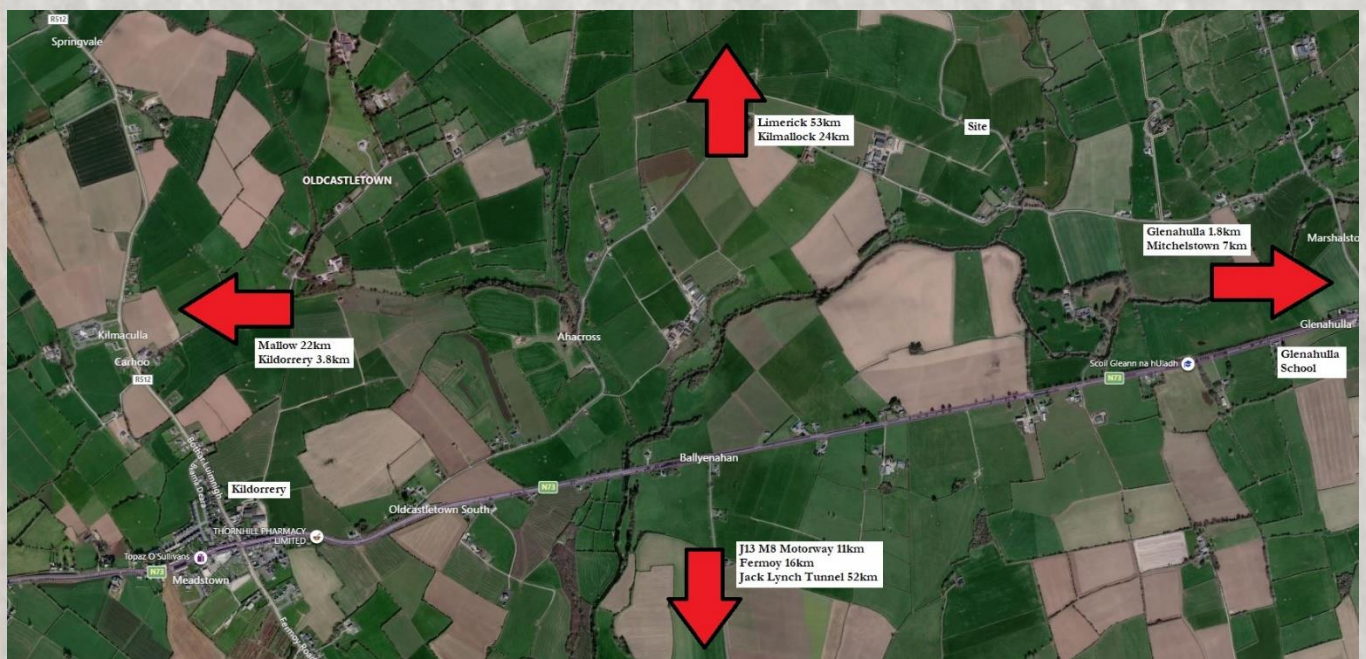 R512
Springvale
Limerick 53km
Kilmallock 24km
Site
OLDCASTLETOWN
Glenahulla 1.8km
Mitchelstown 7km
Marshalsto
Kilmaculla
Mallow 22km
Kildorrery 3.8km
Carhoo
R512
Ahacross
Glenahulla
Scoil Gleann na hUladh
N73
Glenahulla
School
Ballyenahan
Kildorrery
N73
Oldcastletown South
THORNHILL PHARMACY
LIMITED
Topaz O Sullivans
N73
Meadstown
J13 M8 Motorway 11km
Fermoy 16km
Jack Lynch Tunnel 52km
Fermoy Road